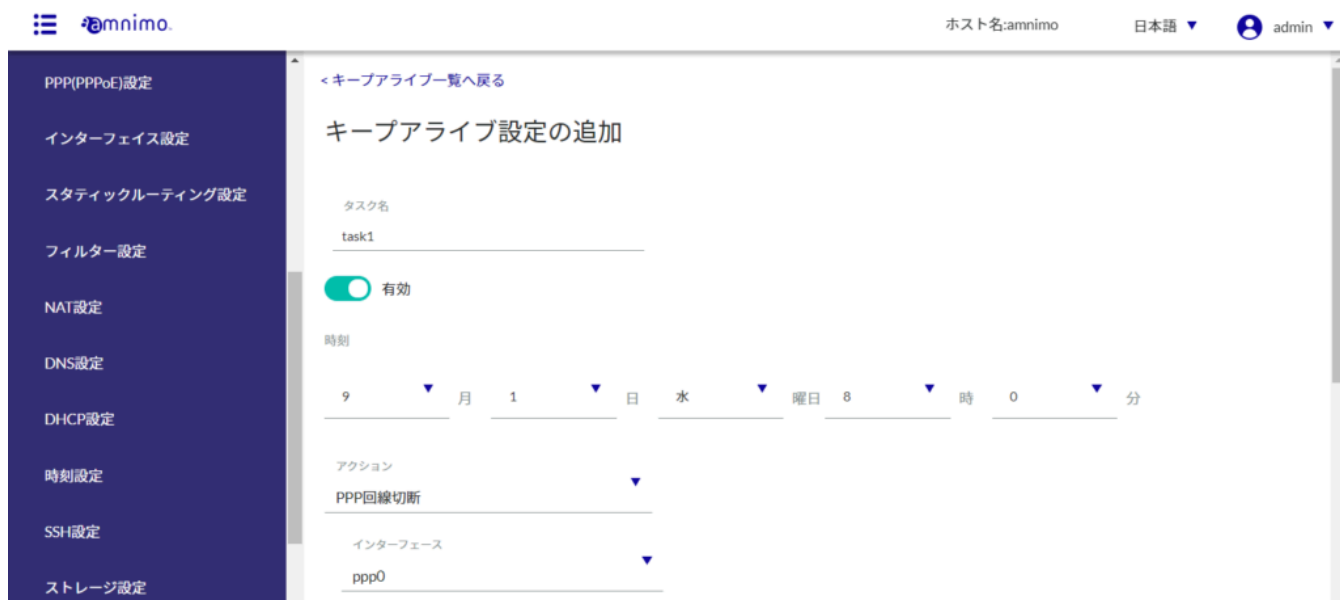 amnimo.
ホスト名:amnimo
日本語
admin
PPP(PPPoE)設定
インターフェイス設定
スタティックルーティング設定
フィルター設定
NAT設定
DNS設定
DHCP設定
時刻設定
SSH設定
ストレージ設定
<キープアライブ一覧へ戻る
キープアライブ設定の追加
タスク名
task1
有効
時刻
9 月 1 日 水 曜日 8 時 0 分
アクション
PPP回線切断
インターフェース
ppp0